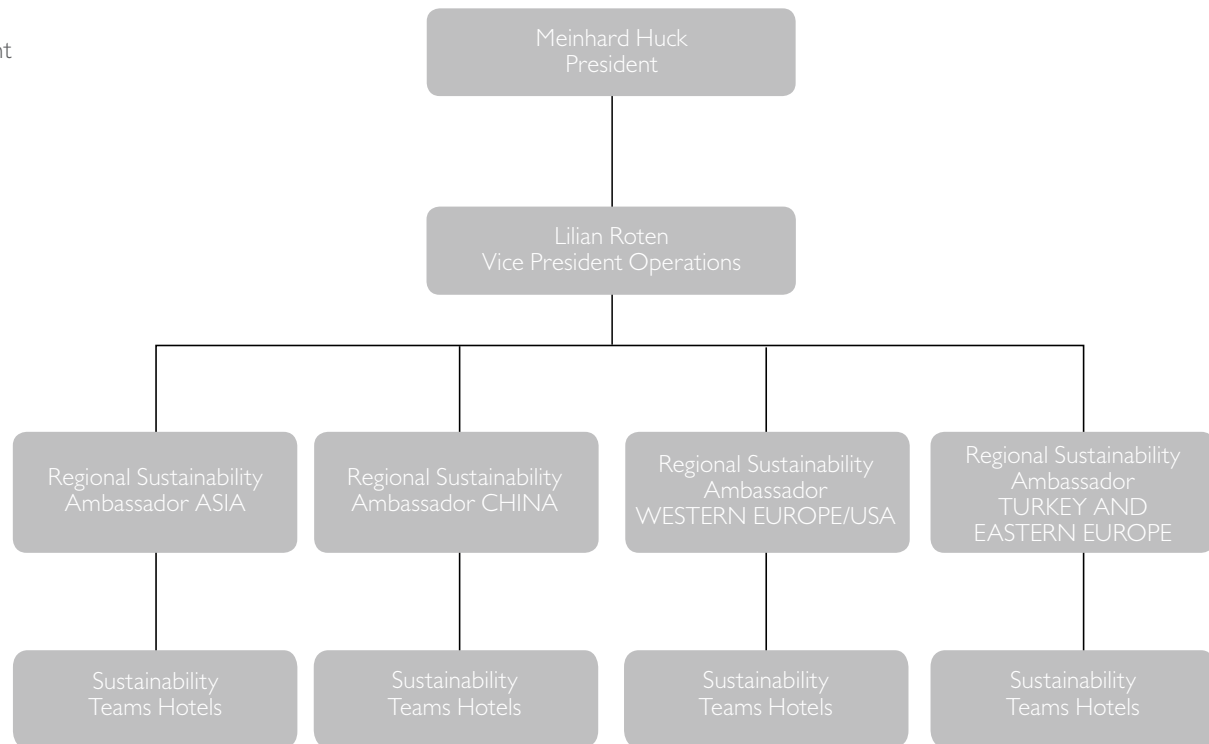 Meinhard Huck
President
Lilian Roten
Vice President Operations
Regional Sustainability
Ambassador ASIA
Regional Sustainability
Ambassador CHINA
Regional Sustainability
Ambassador
WESTERN EUROPE/USA
Regional Sustainability
Ambassador
TURKEY AND
EASTERN EUROPE
Sustainability
Teams Hotels
Sustainability
Teams Hotels
Sustainability
Teams Hotels
Sustainability
Teams Hotels